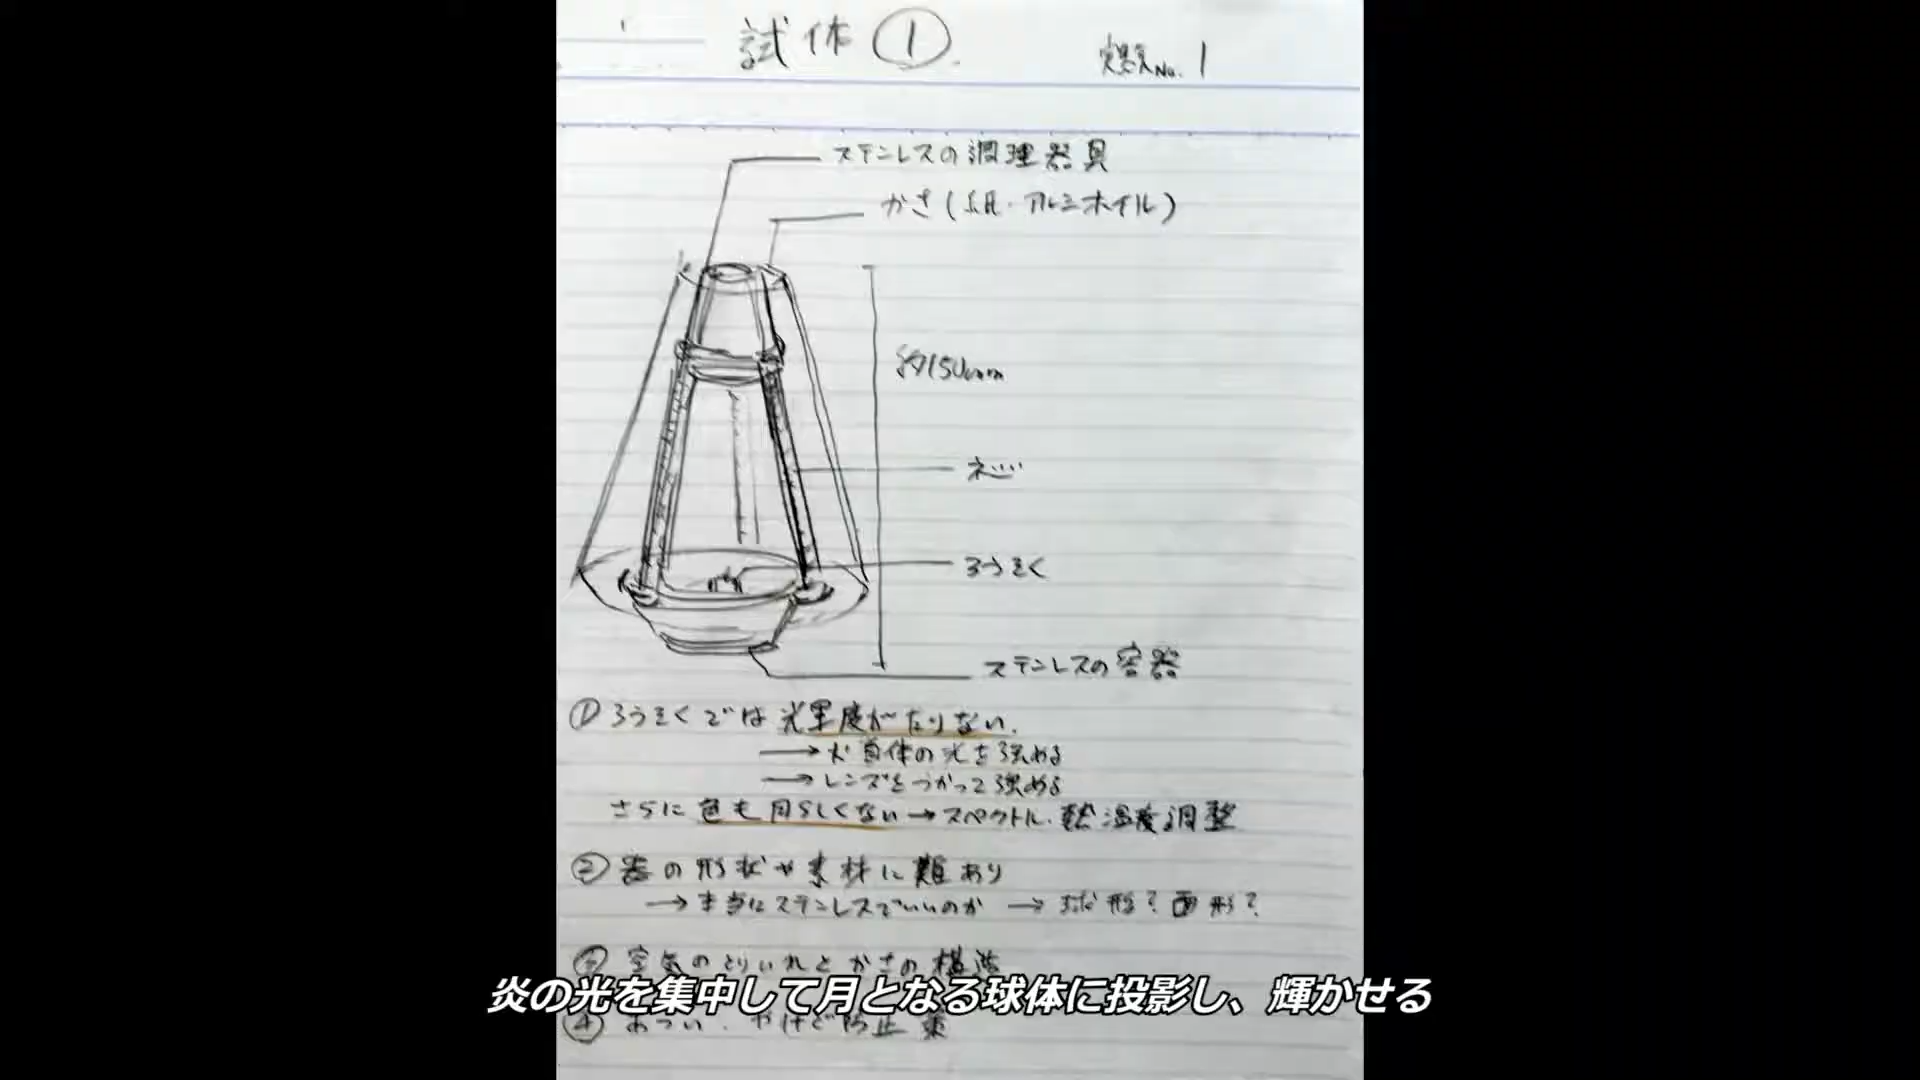 試体①
実験No.1
ステンレスの調理器具
かさ(紙・アルミホイル)
約150mm
ネジ
ろうそく
ステンレスの容器
①ろうそくでは光量度がたりない.
→火自体の光を強める
→レンズをつかって強める
さらに色も月らしくない→スペクトル.熱温度調整
②器の形状や素材に難あり
→本当にステンレスでいいのか→球形?面形?
③空気のとりいれとかさの構造
炎の光を集中して月となる球体に投影し、輝かせる
④あつい.やけど防止策